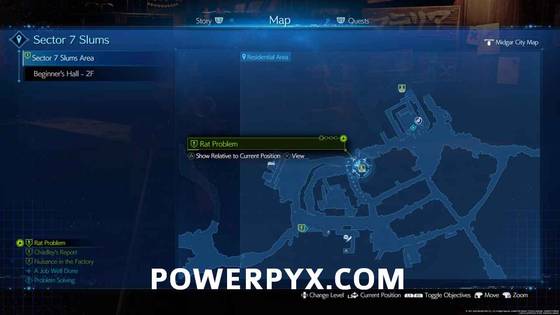 Story
Map
Quests
Sector 7 Slums
Midgar City Map
Sector 7 Slums Area
Residential Area
Beginner's Hall - 2F
Rat Problem
Show Relative to Current Position
View
Rat Problem
Chadley's Report
Nuisance in the Factory
A Job Well Done
Problem Solving
POWERPYX.COM
Change Level
Current Position
Toggle Objectives
Move
Zoom